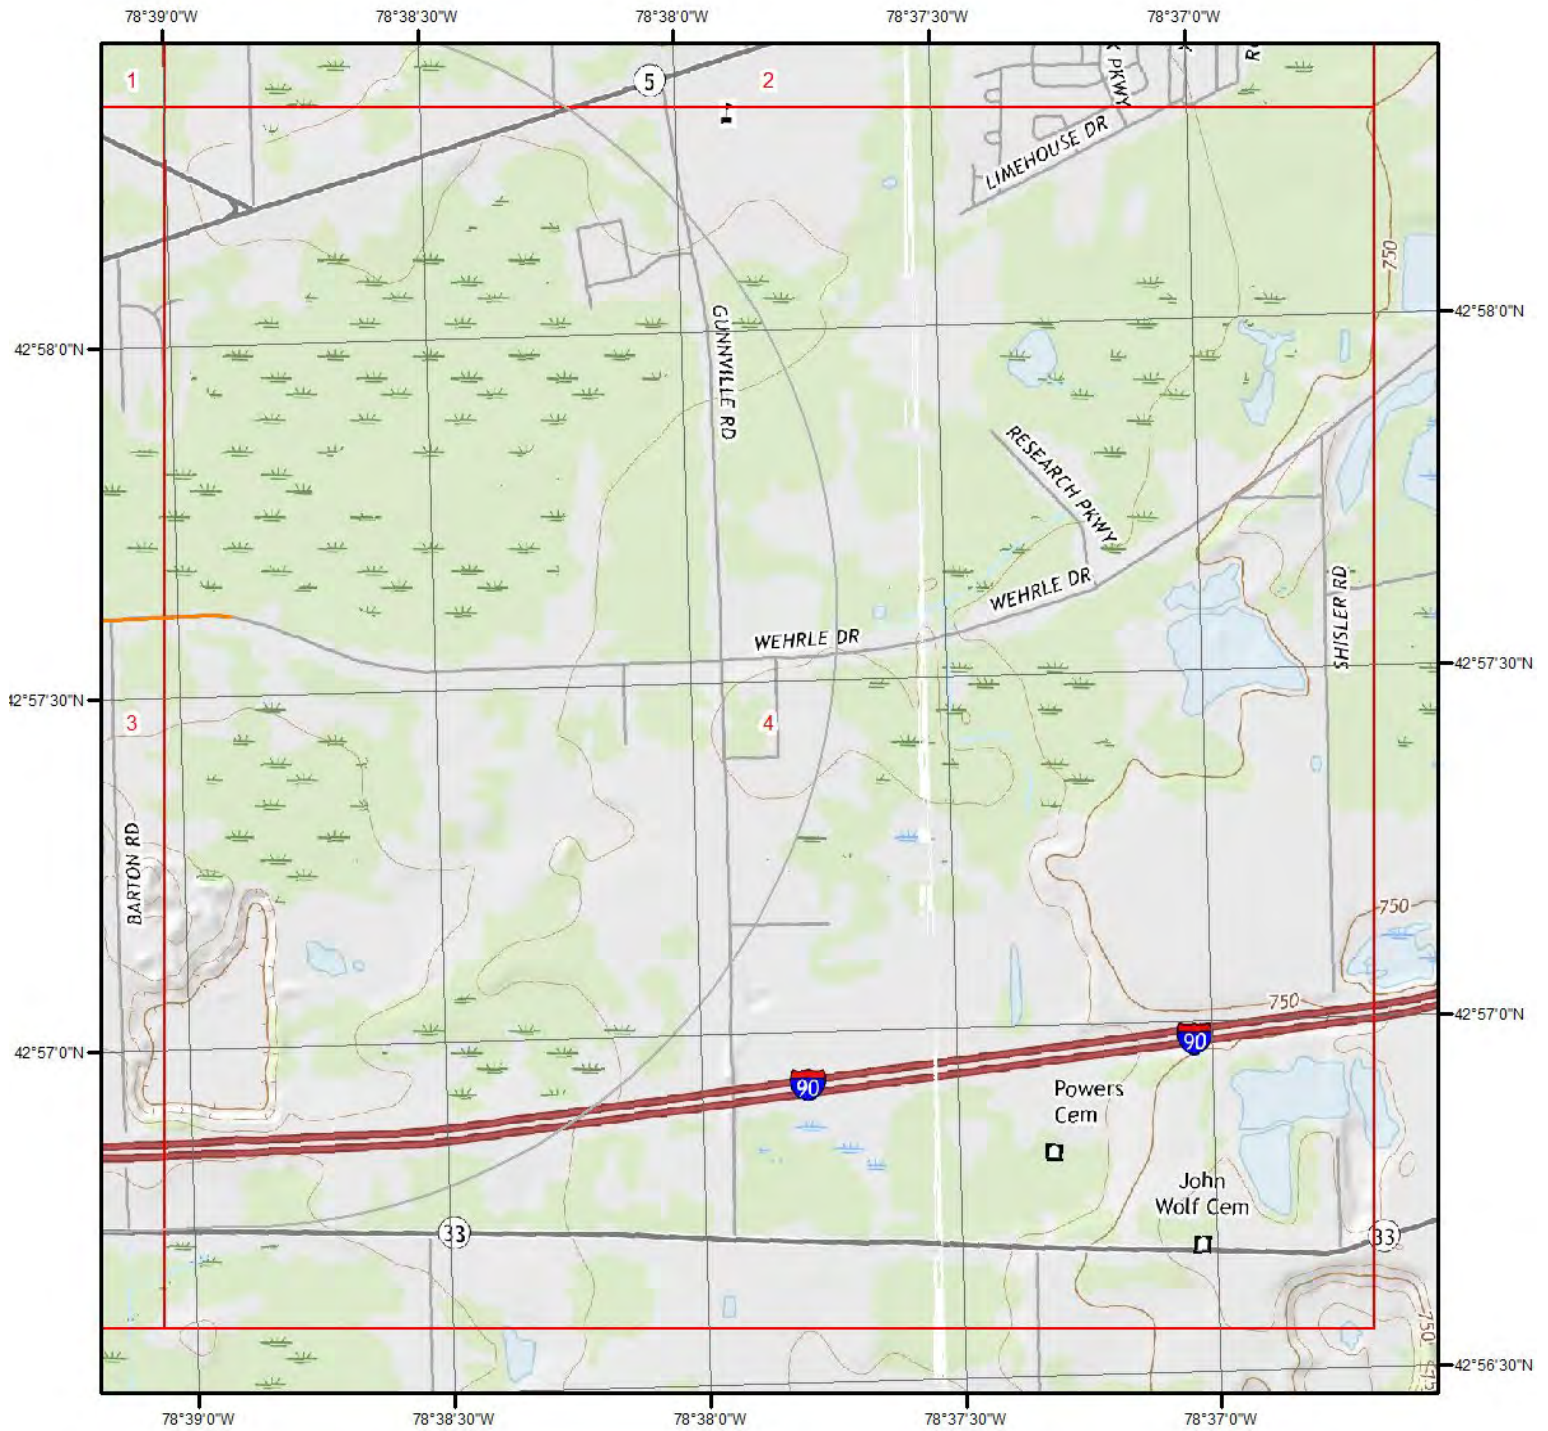 78°39'0"W
78°38'30"W
78°38'0"W
78°37'30"W
78°37'0"W
1
5
2
PKWY
LIMEHOUSE DR
750
42°58'0"N
42°58'0"N
GUNNVILLE RD
RESEARCH PKWY
WEHRLE DR
WEHRLE DR
SHISLER RD
42°57'30"N
42°57'30"N
3
4
BARTON RD
750
750
42°57'0"N
42°57'0"N
90
90
Powers
Cem
John
Wolf Cem
33
33
750
42°56'30"N
78°39'0"W
78°38'30"W
78°38'0"W
78°37'30"W
78°37'0"W